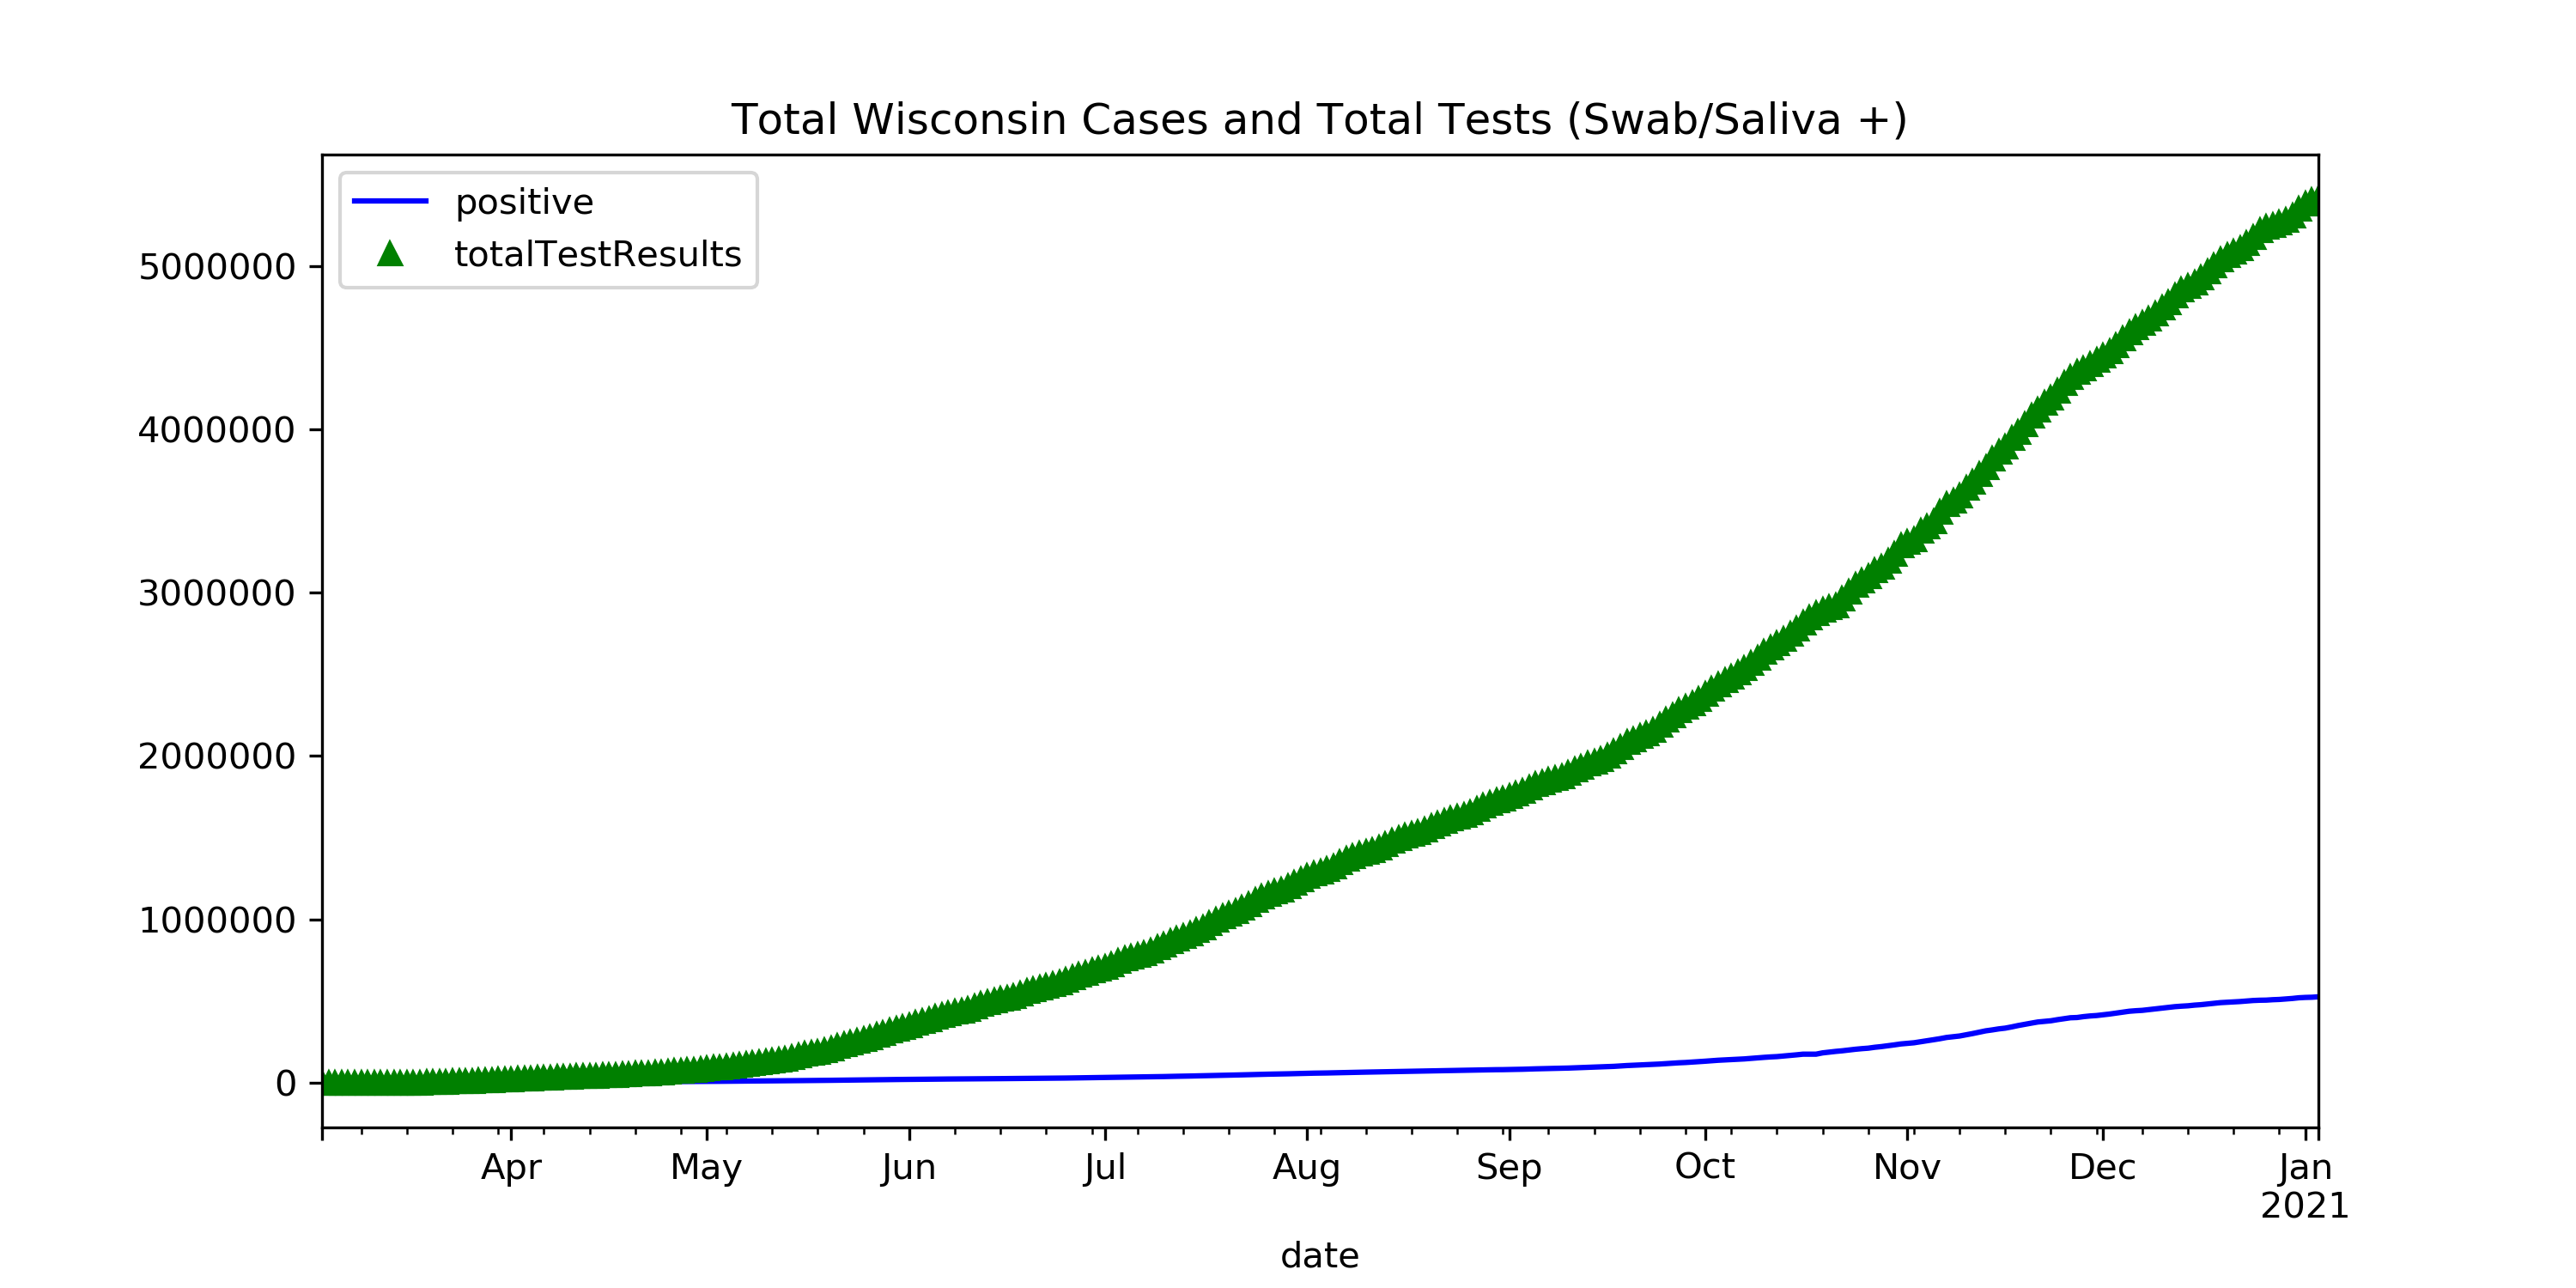 Total Wisconsin Cases and Total Tests (Swab/Saliva +)
positive
totalTestResults
5000000
4000000
3000000
2000000
1000000
0
Apr May Jun Jul Aug Sep Oct Nov Dec Jan
2021
date